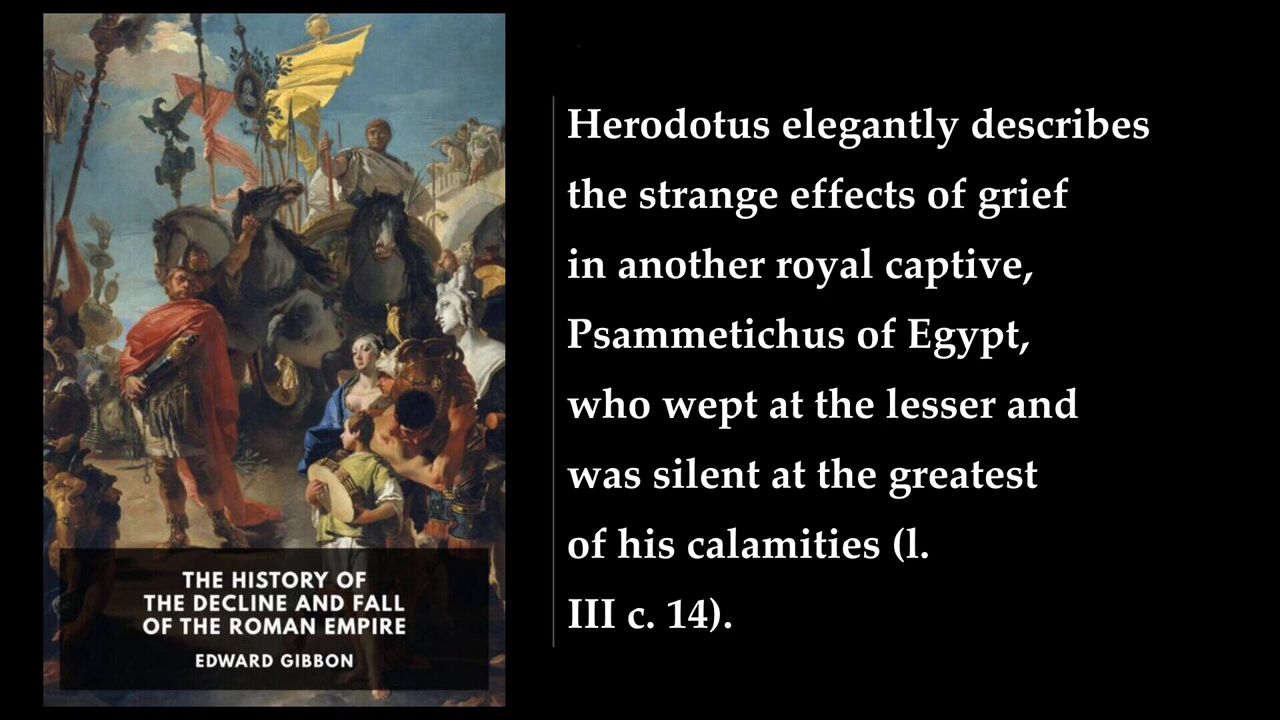 THE HISTORY OF
THE DECLINE AND FALL
OF THE ROMAN EMPIRE
EDWARD GIBBON
Herodotus elegantly describes
the strange effects of grief
in another royal captive,
Psammetichus of Egypt,
who wept at the lesser and
was silent at the greatest
of his calamities (l.
III c. 14).